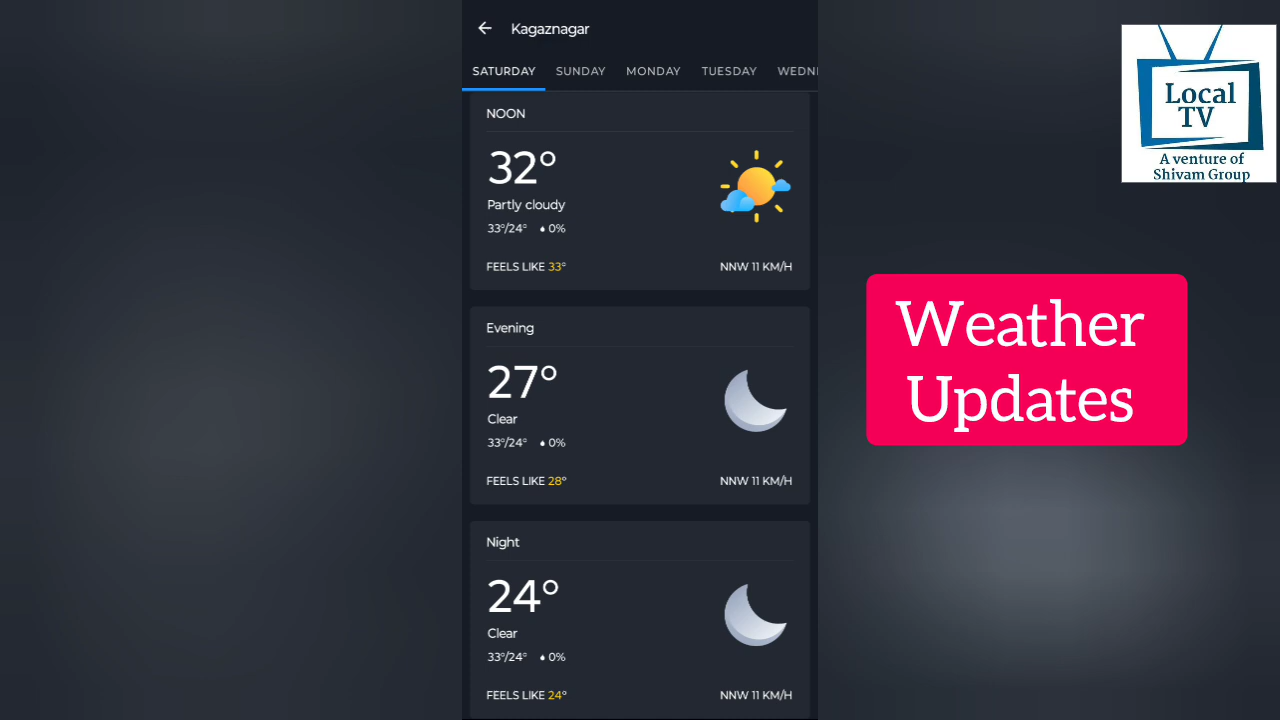 Kagaznagar
SATURDAY SUNDAY MONDAY TUESDAY WEDN
NOON
32°
Partly cloudy
33°/24° 0%
FEELS LIKE 33° NNW 11 KM/H
Evening
27°
Clear
33°/24° 0%
FEELS LIKE 28° NNW 11 KM/H
Night
24°
Clear
33°/24° 0%
FEELS LIKE 24° NNW 11 KM/H
Local
TV
A venture of
Shivam Group
Weather
Updates